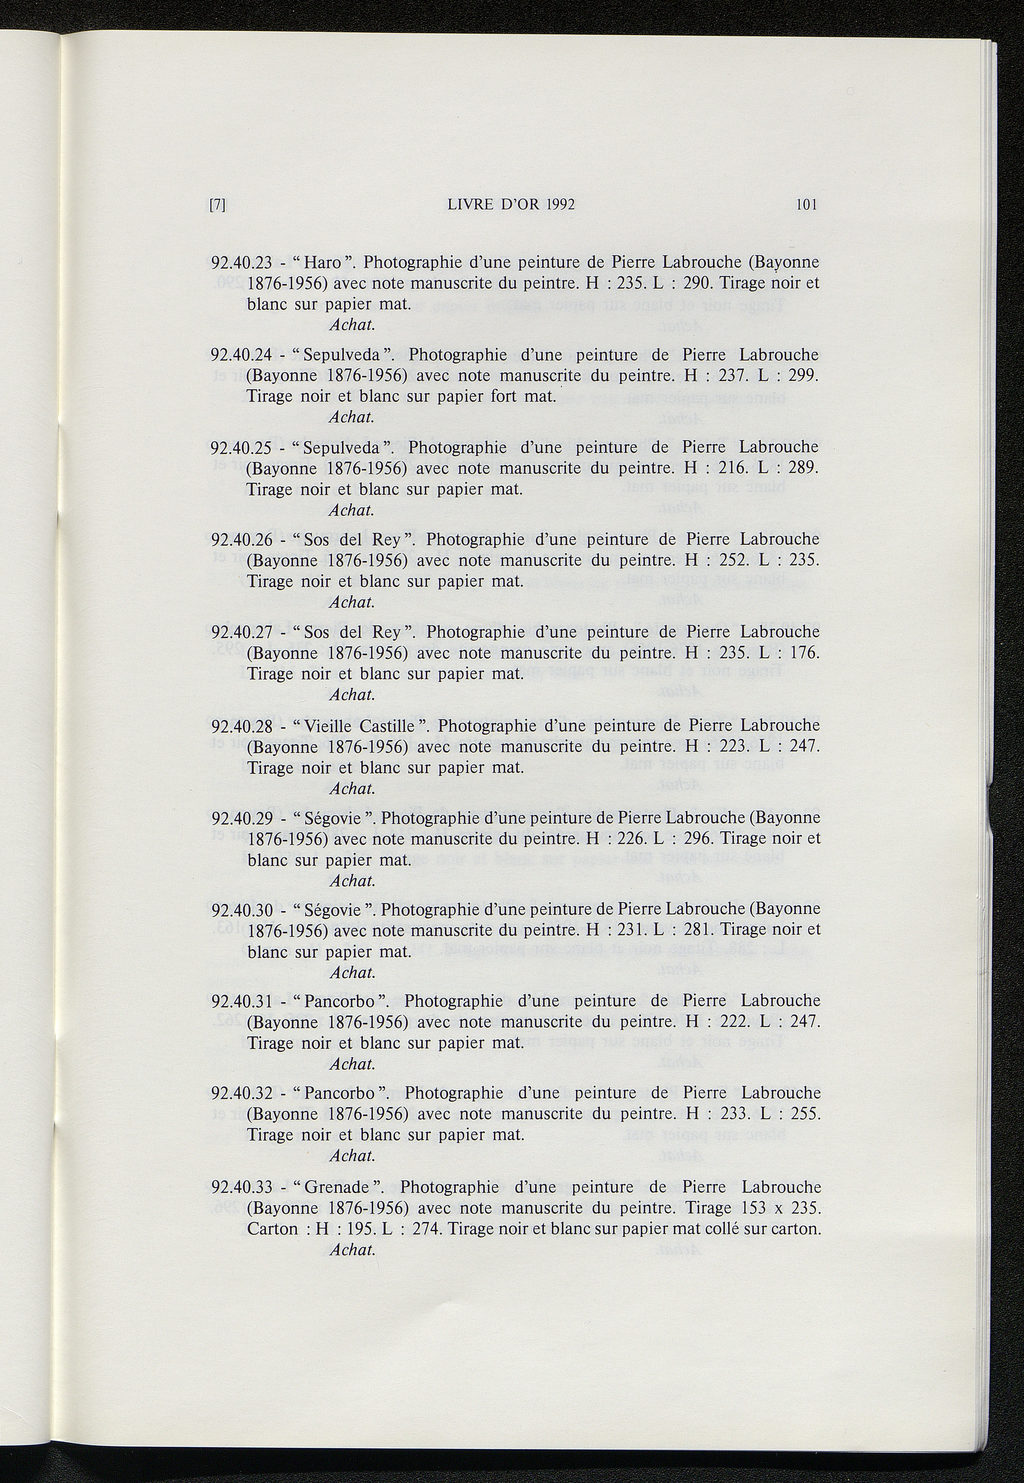 [7] LIVRE D'OR 1992 101
92.40.23 - “Haro”. Photographie d'une peinture de Pierre Labrouche (Bayonne
1876-1956) avec note manuscrite du peintre. H : 235. L : 290. Tirage noir et
blanc sur papier mat.
Achat.
92.40.24 - “Sepulveda”. Photographie d'une peinture de Pierre Labrouche
(Bayonne 1876-1956) avec note manuscrite du peintre. H : 237. L : 299.
Tirage noir et blanc sur papier fort mat.
Achat.
92.40.25 - “Sepulveda”. Photographie d'une peinture de Pierre Labrouche
(Bayonne 1876-1956) avec note manuscrite du peintre. H : 216. L : 289.
Tirage noir et blanc sur papier mat.
Achat.
92.40.26 - “Sos del Rey”. Photographie d'une peinture de Pierre Labrouche
(Bayonne 1876-1956) avec note manuscrite du peintre. H : 252. L : 235.
Tirage noir et blanc sur papier mat.
Achat.
92.40.27 - “Sos del Rey”. Photographie d'une peinture de Pierre Labrouche
(Bayonne 1876-1956) avec note manuscrite du peintre. H : 235. L : 176.
Tirage noir et blanc sur papier mat.
Achat.
92.40.28 - “Vieille Castille”. Photographie d'une peinture de Pierre Labrouche
(Bayonne 1876-1956) avec note manuscrite du peintre. H : 223. L : 247.
Tirage noir et blanc sur papier mat.
Achat.
92.40.29 - “Ségovie”. Photographie d'une peinture de Pierre Labrouche (Bayonne
1876-1956) avec note manuscrite du peintre. H : 226. L : 296. Tirage noir et
blanc sur papier mat.
Achat.
92.40.30 - “Ségovie”. Photographie d'une peinture de Pierre Labrouche (Bayonne
1876-1956) avec note manuscrite du peintre. H : 231. L : 281. Tirage noir et
blanc sur papier mat.
Achat.
92.40.31 - “Pancorbo”. Photographie d'une peinture de Pierre Labrouche
(Bayonne 1876-1956) avec note manuscrite du peintre. H : 222. L : 247.
Tirage noir et blanc sur papier mat.
Achat.
92.40.32 - “Pancorbo”. Photographie d'une peinture de Pierre Labrouche
(Bayonne 1876-1956) avec note manuscrite du peintre. H : 233. L : 255.
Tirage noir et blanc sur papier mat.
Achat.
92.40.33 - “Grenade”. Photographie d'une peinture de Pierre Labrouche
(Bayonne 1876-1956) avec note manuscrite du peintre. Tirage 153 x 235.
Carton : H : 195. L : 274. Tirage noir et blanc sur papier mat collé sur carton.
Achat.